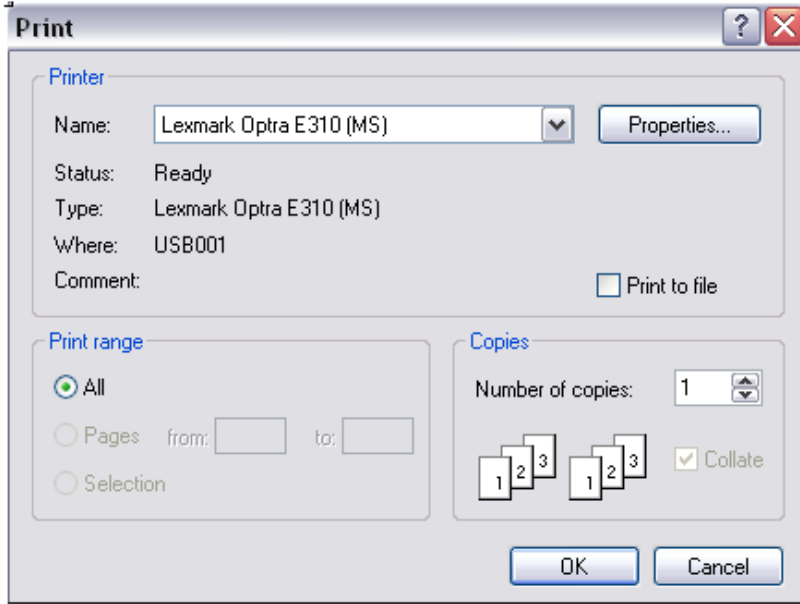 Print
Printer
Name: Lexmark Optra E310 (MS) Properties...
Status: Ready
Type: Lexmark Optra E310 (MS)
Where: USB001
Comment: Print to file
Print range
All
Pages from: to:
Selection
Copies
Number of copies: 1
1 2 3 1 2 3 Collate
OK Cancel